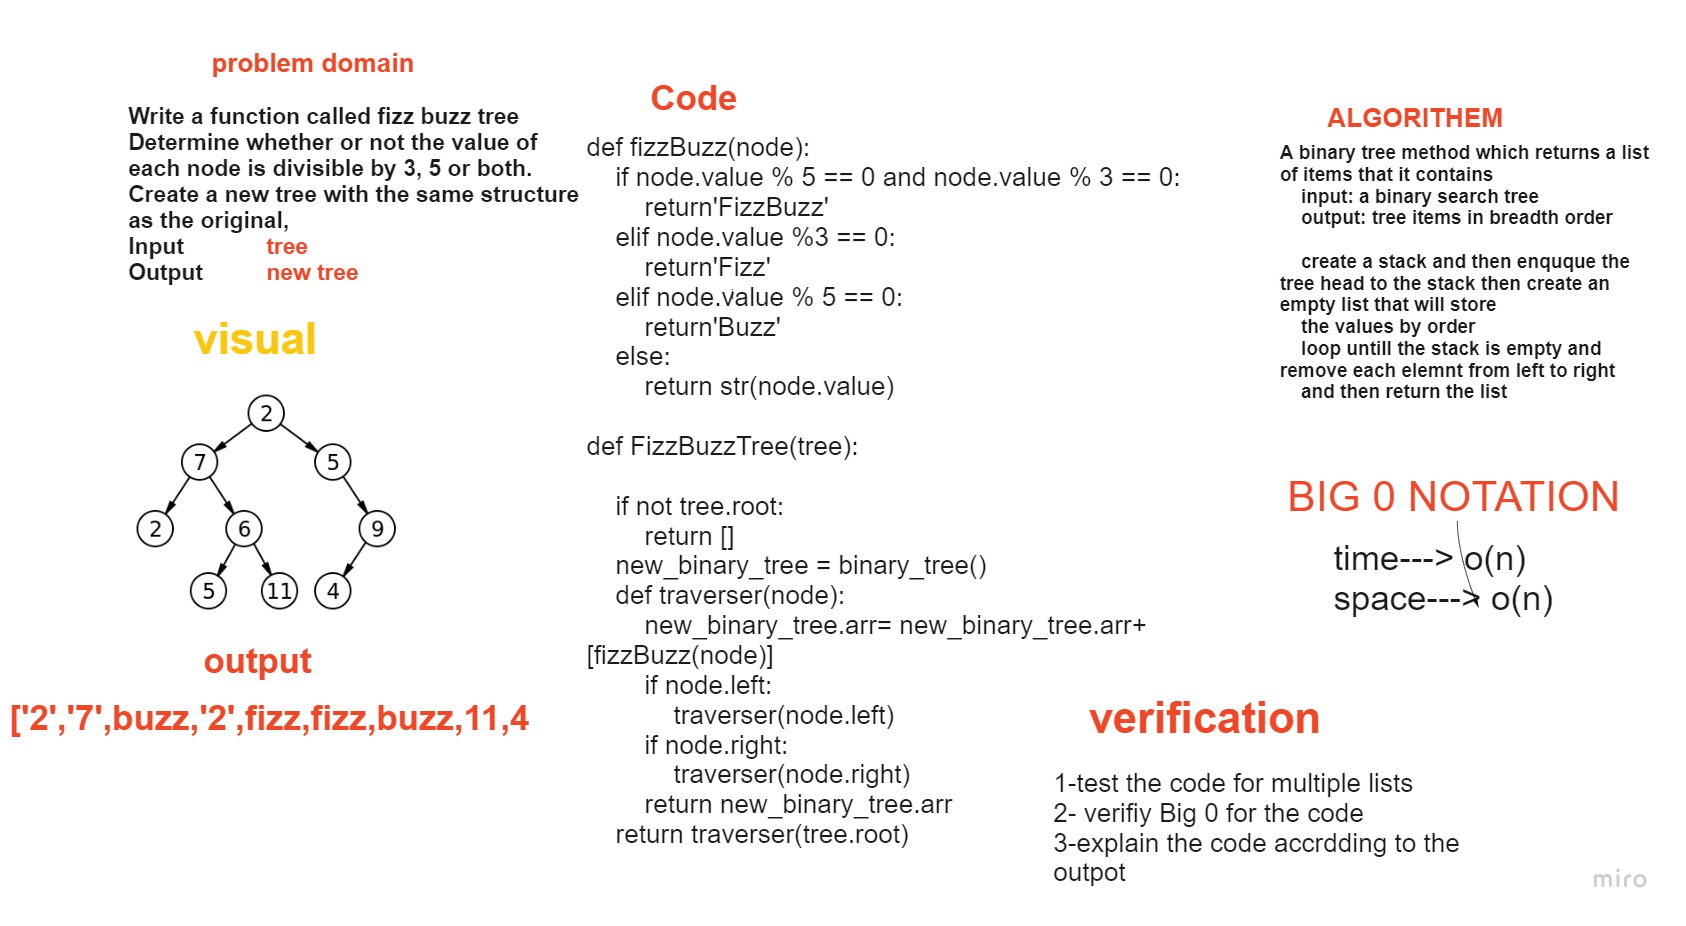 problem domain
Write a function called fizz buzz tree
Determine whether or not the value of
each node is divisible by 3, 5 or both.
Create a new tree with the same structure
as the original,
Input tree
Output new tree
visual
2
7 5
2 6 9
5 11 4
output
['2','7',buzz,'2',fizz,fizz,buzz,11,4
Code
def fizzBuzz(node):
if node.value % 5 == 0 and node.value % 3 == 0:
return'FizzBuzz'
elif node.value %3 == 0:
return'Fizz'
elif node.value % 5 == 0:
return'Buzz'
else:
return str(node.value)
def FizzBuzzTree(tree):
if not tree.root:
return []
new_binary_tree = binary_tree()
def traverser(node):
new_binary_tree.arr= new_binary_tree.arr+
[fizzBuzz(node)]
if node.left:
traverser(node.left)
if node.right:
traverser(node.right)
return new_binary_tree.arr
return traverser(tree.root)
ALGORITHEM
A binary tree method which returns a list
of items that it contains
input: a binary search tree
output: tree items in breadth order
create a stack and then enquque the
tree head to the stack then create an
empty list that will store
the values by order
loop untill the stack is empty and
remove each elemnt from left to right
and then return the list
BIG 0 NOTATION
time---> o(n)
space---> o(n)
verification
1-test the code for multiple lists
2- verifiy Big 0 for the code
3-explain the code accrdding to the
outpot
miro